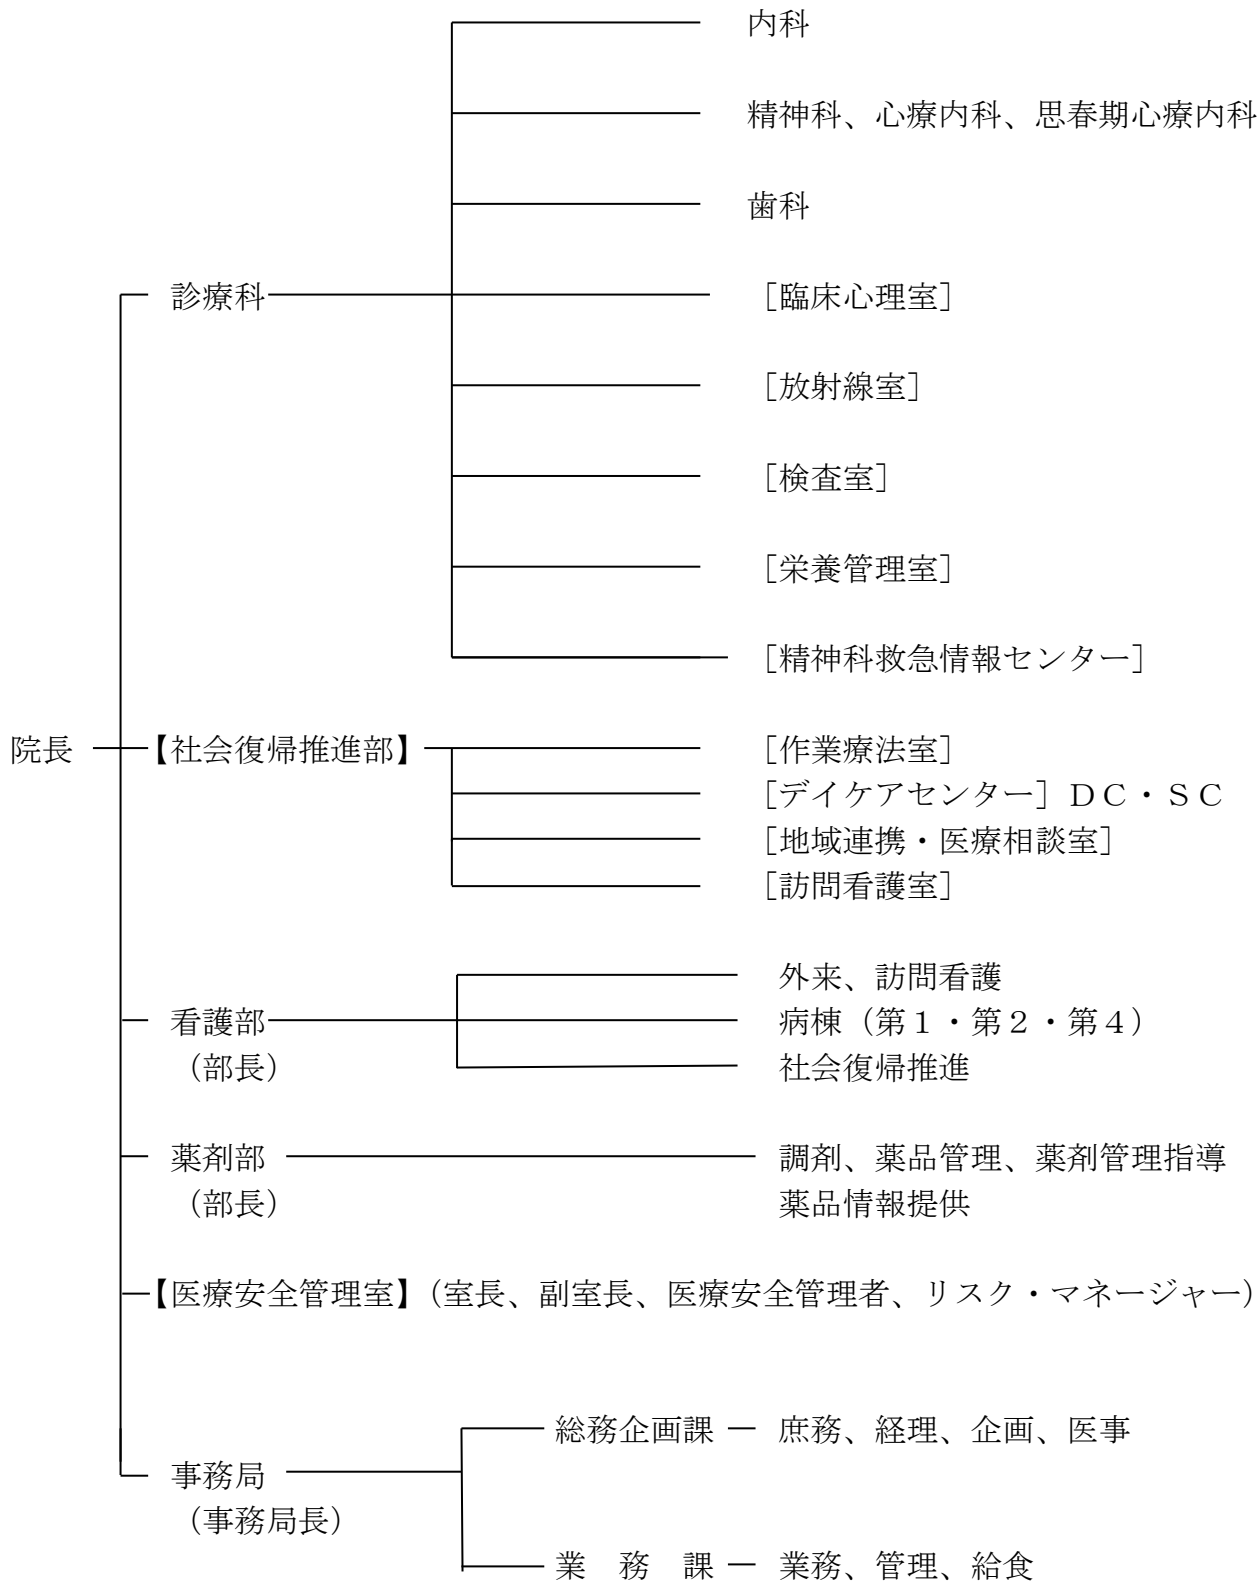 内科
精神科、心療内科、思春期心療内科
歯科
診療科 ［臨床心理室］
［放射線室］
［検査室］
［栄養管理室］
［精神科救急情報センター］
院長 【社会復帰推進部】 ［作業療法室］
［デイケアセンター］ＤＣ・ＳＣ
［地域連携・医療相談室］
［訪問看護室］
外来、訪問看護
看護部 病棟（第１・第２・第４）
（部長） 社会復帰推進
薬剤部 調剤、薬品管理、薬剤管理指導
（部長） 薬品情報提供
【医療安全管理室】（室長、副室長、医療安全管理者、リスク・マネージャー）
総務企画課 庶務、経理、企画、医事
事務局
（事務局長）
業　務　課 業務、管理、給食